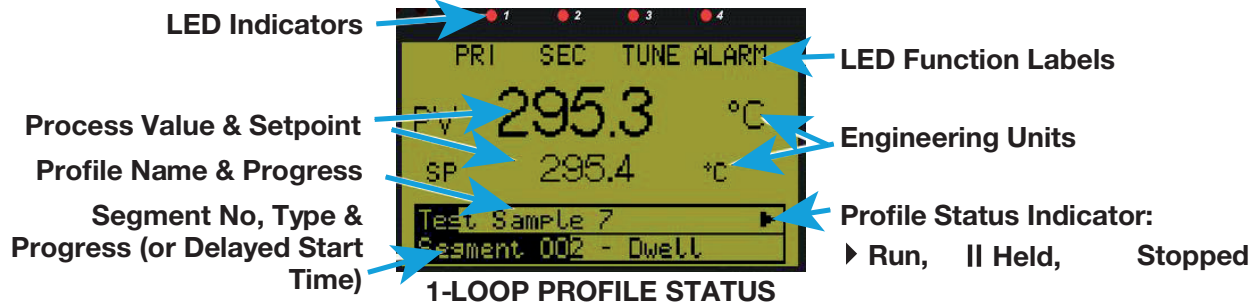 LED Indicators
1 2 3 4
PRI SEC TUNE ALARM
LED Function Labels
PV 295.3 °C
Process Value & Setpoint
Engineering Units
SP 295.4 °C
Profile Name & Progress
Test Sample 7
Segment No, Type &
Progress (or Delayed Start
Time)
Segment 002 - Dwell
Profile Status Indicator:
Run, II Held, Stopped
1-LOOP PROFILE STATUS